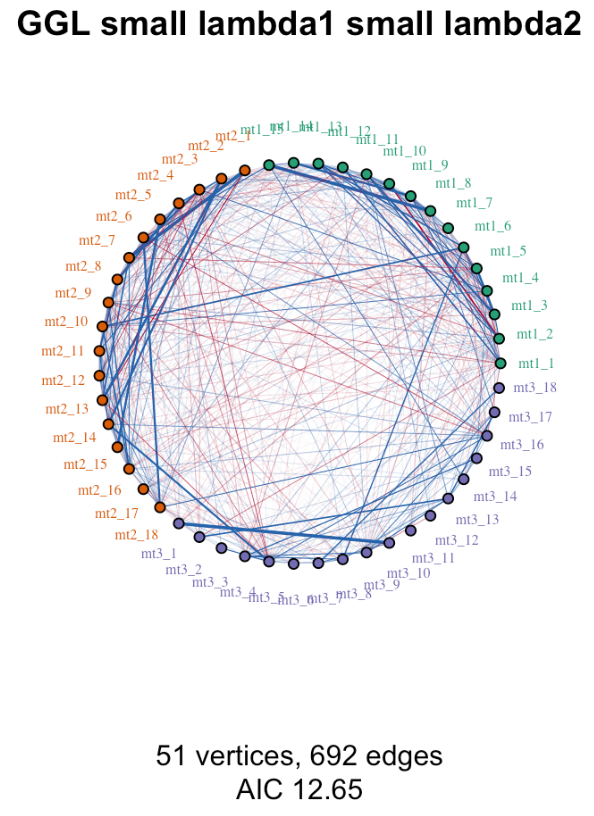 GGL small lambda1 small lambda2
mt1_15
mt1_14
mt1_13
mt1_12
mt1_11
mt1_10
mt1_9
mt1_8
mt1_7
mt1_6
mt1_5
mt1_4
mt1_3
mt1_2
mt1_1
mt2_1
mt2_2
mt2_3
mt2_4
mt2_5
mt2_6
mt2_7
mt2_8
mt2_9
mt2_10
mt2_11
mt2_12
mt2_13
mt2_14
mt2_15
mt2_16
mt2_17
mt2_18
mt3_1
mt3_2
mt3_3
mt3_4
mt3_5
mt3_6
mt3_7
mt3_8
mt3_9
mt3_10
mt3_11
mt3_12
mt3_13
mt3_14
mt3_15
mt3_16
mt3_17
mt3_18
51 vertices, 692 edges
AIC 12.65